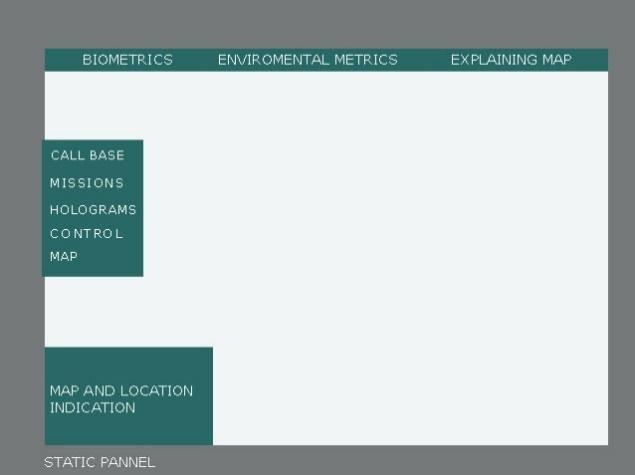 BIOMETRICS ENVIROMENTAL METRICS EXPLAINING MAP
CALL BASE
MISSIONS
HOLOGRAMS
CONTROL
MAP
MAP AND LOCATION
INDICATION
STATIC PANNEL